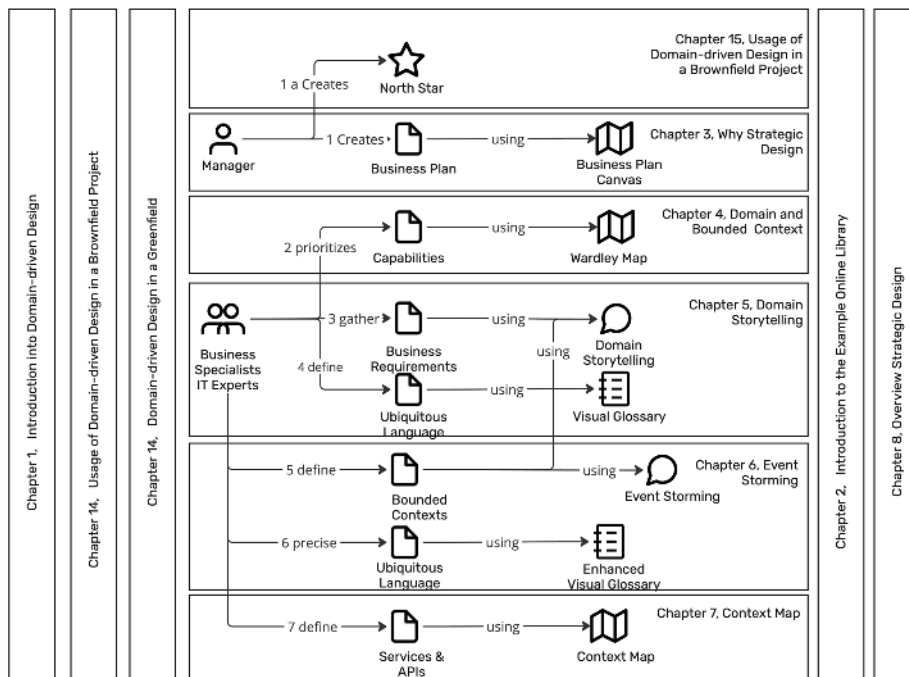 Chapter 1, Introduction into Domain-driven Design
Chapter 14, Usage of Domain-driven Design in a Brownfield Project
Chapter 14, Domain-driven Design in a Greenfield
Chapter 15, Usage of
Domain-driven Design in
a Brownfield Project
1 a Creates
North Star
Manager
1 Creates
Business Plan
using
Business Plan
Canvas
Chapter 3, Why Strategic
Design
2 prioritizes
Capabilities
using
Wardley Map
Chapter 4, Domain and
Bounded Context
Business
Specialists
IT Experts
3 gather
Business
Requirements
using
using
Domain
Storytelling
Chapter 5, Domain
Storytelling
4 define
Ubiquitous
Language
using
Visual Glossary
5 define
Bounded
Contexts
using
Event Storming
Chapter 6, Event
Storming
6 precise
Ubiquitous
Language
using
Enhanced
Visual Glossary
7 define
Services &
APIs
using
Context Map
Chapter 7, Context Map
Chapter 2, Introduction to the Example Online Library
Chapter 8, Overview Strategic Design